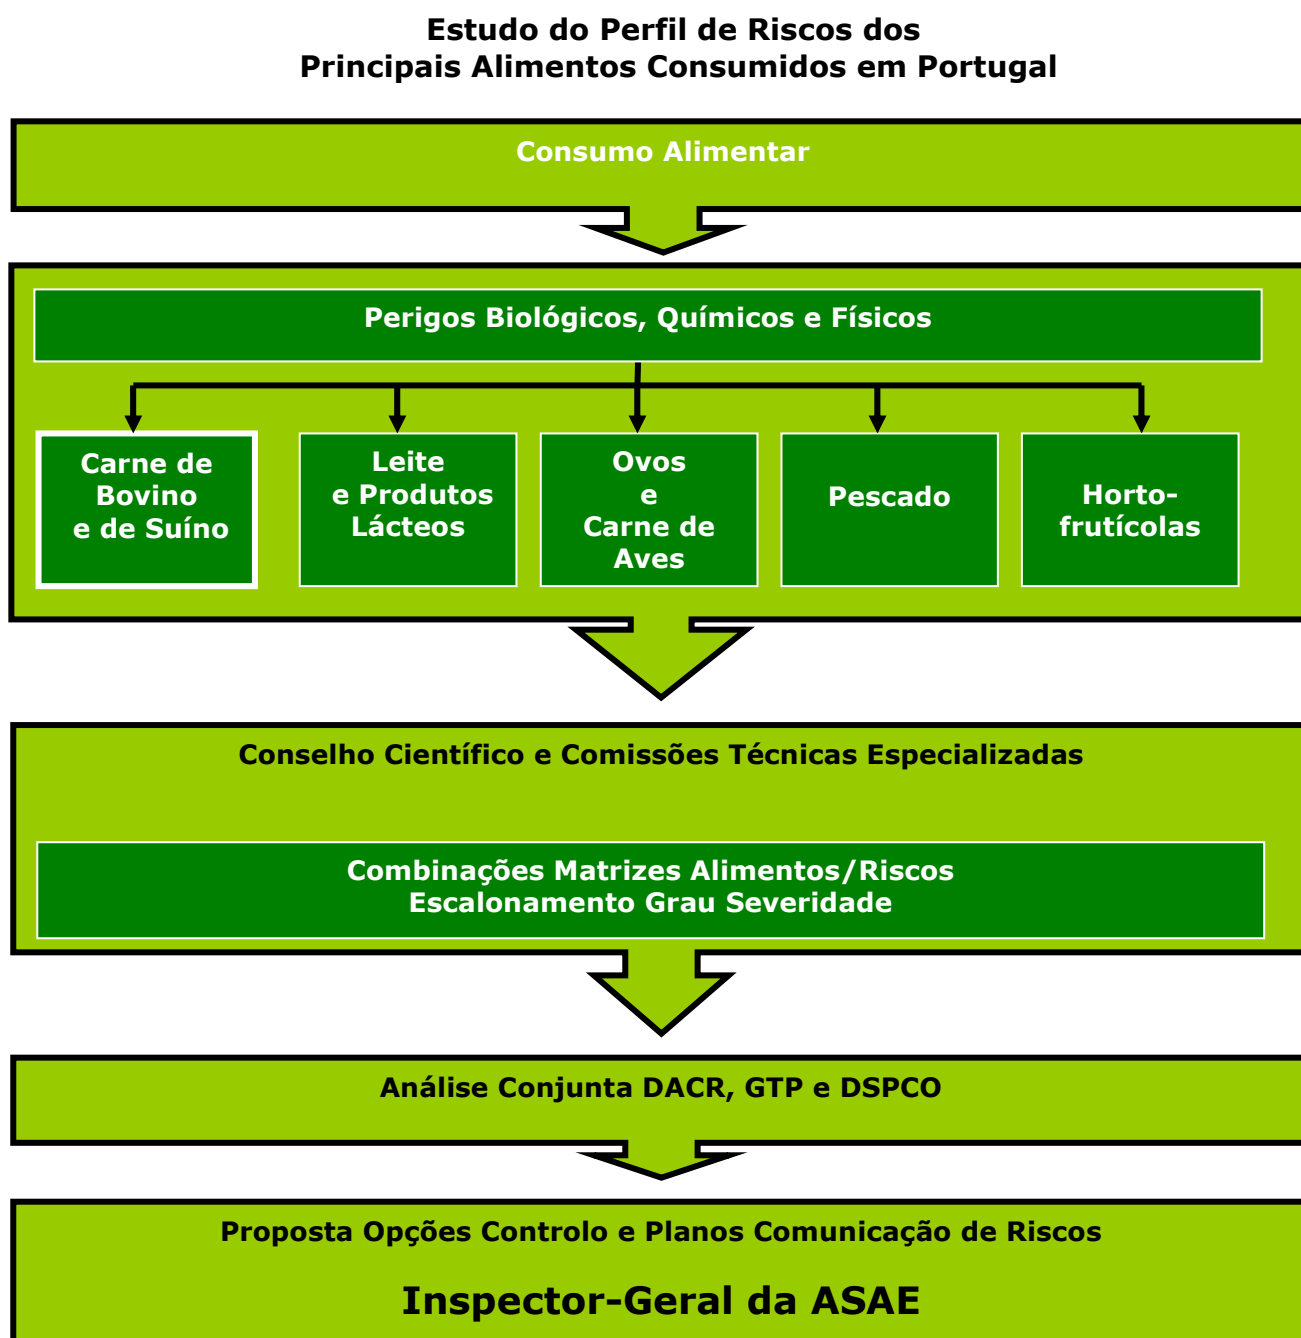 Estudo do Perfil de Riscos dos
Principais Alimentos Consumidos em Portugal
Consumo Alimentar
Perigos Biológicos, Químicos e Físicos
Carne de
Bovino
e de Suíno
Leite
e Produtos
Lácteos
Ovos
e
Carne de
Aves
Pescado
Horto-
frutícolas
Conselho Científico e Comissões Técnicas Especializadas
Combinações Matrizes Alimentos/Riscos
Escalonamento Grau Severidade
Análise Conjunta DACR, GTP e DSPCO
Proposta Opções Controlo e Planos Comunicação de Riscos
Inspector-Geral da ASAE